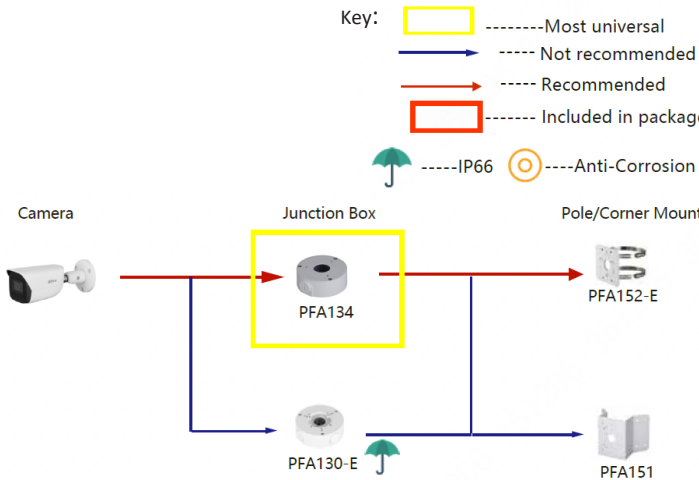 Key:
--------Most universal
----- Not recommended
----- Recommended
------- Included in package
-----IP66
----Anti-Corrosion
Camera
Junction Box
Pole/Corner Mount
PFA134
PFA152-E
PFA130-E
PFA151